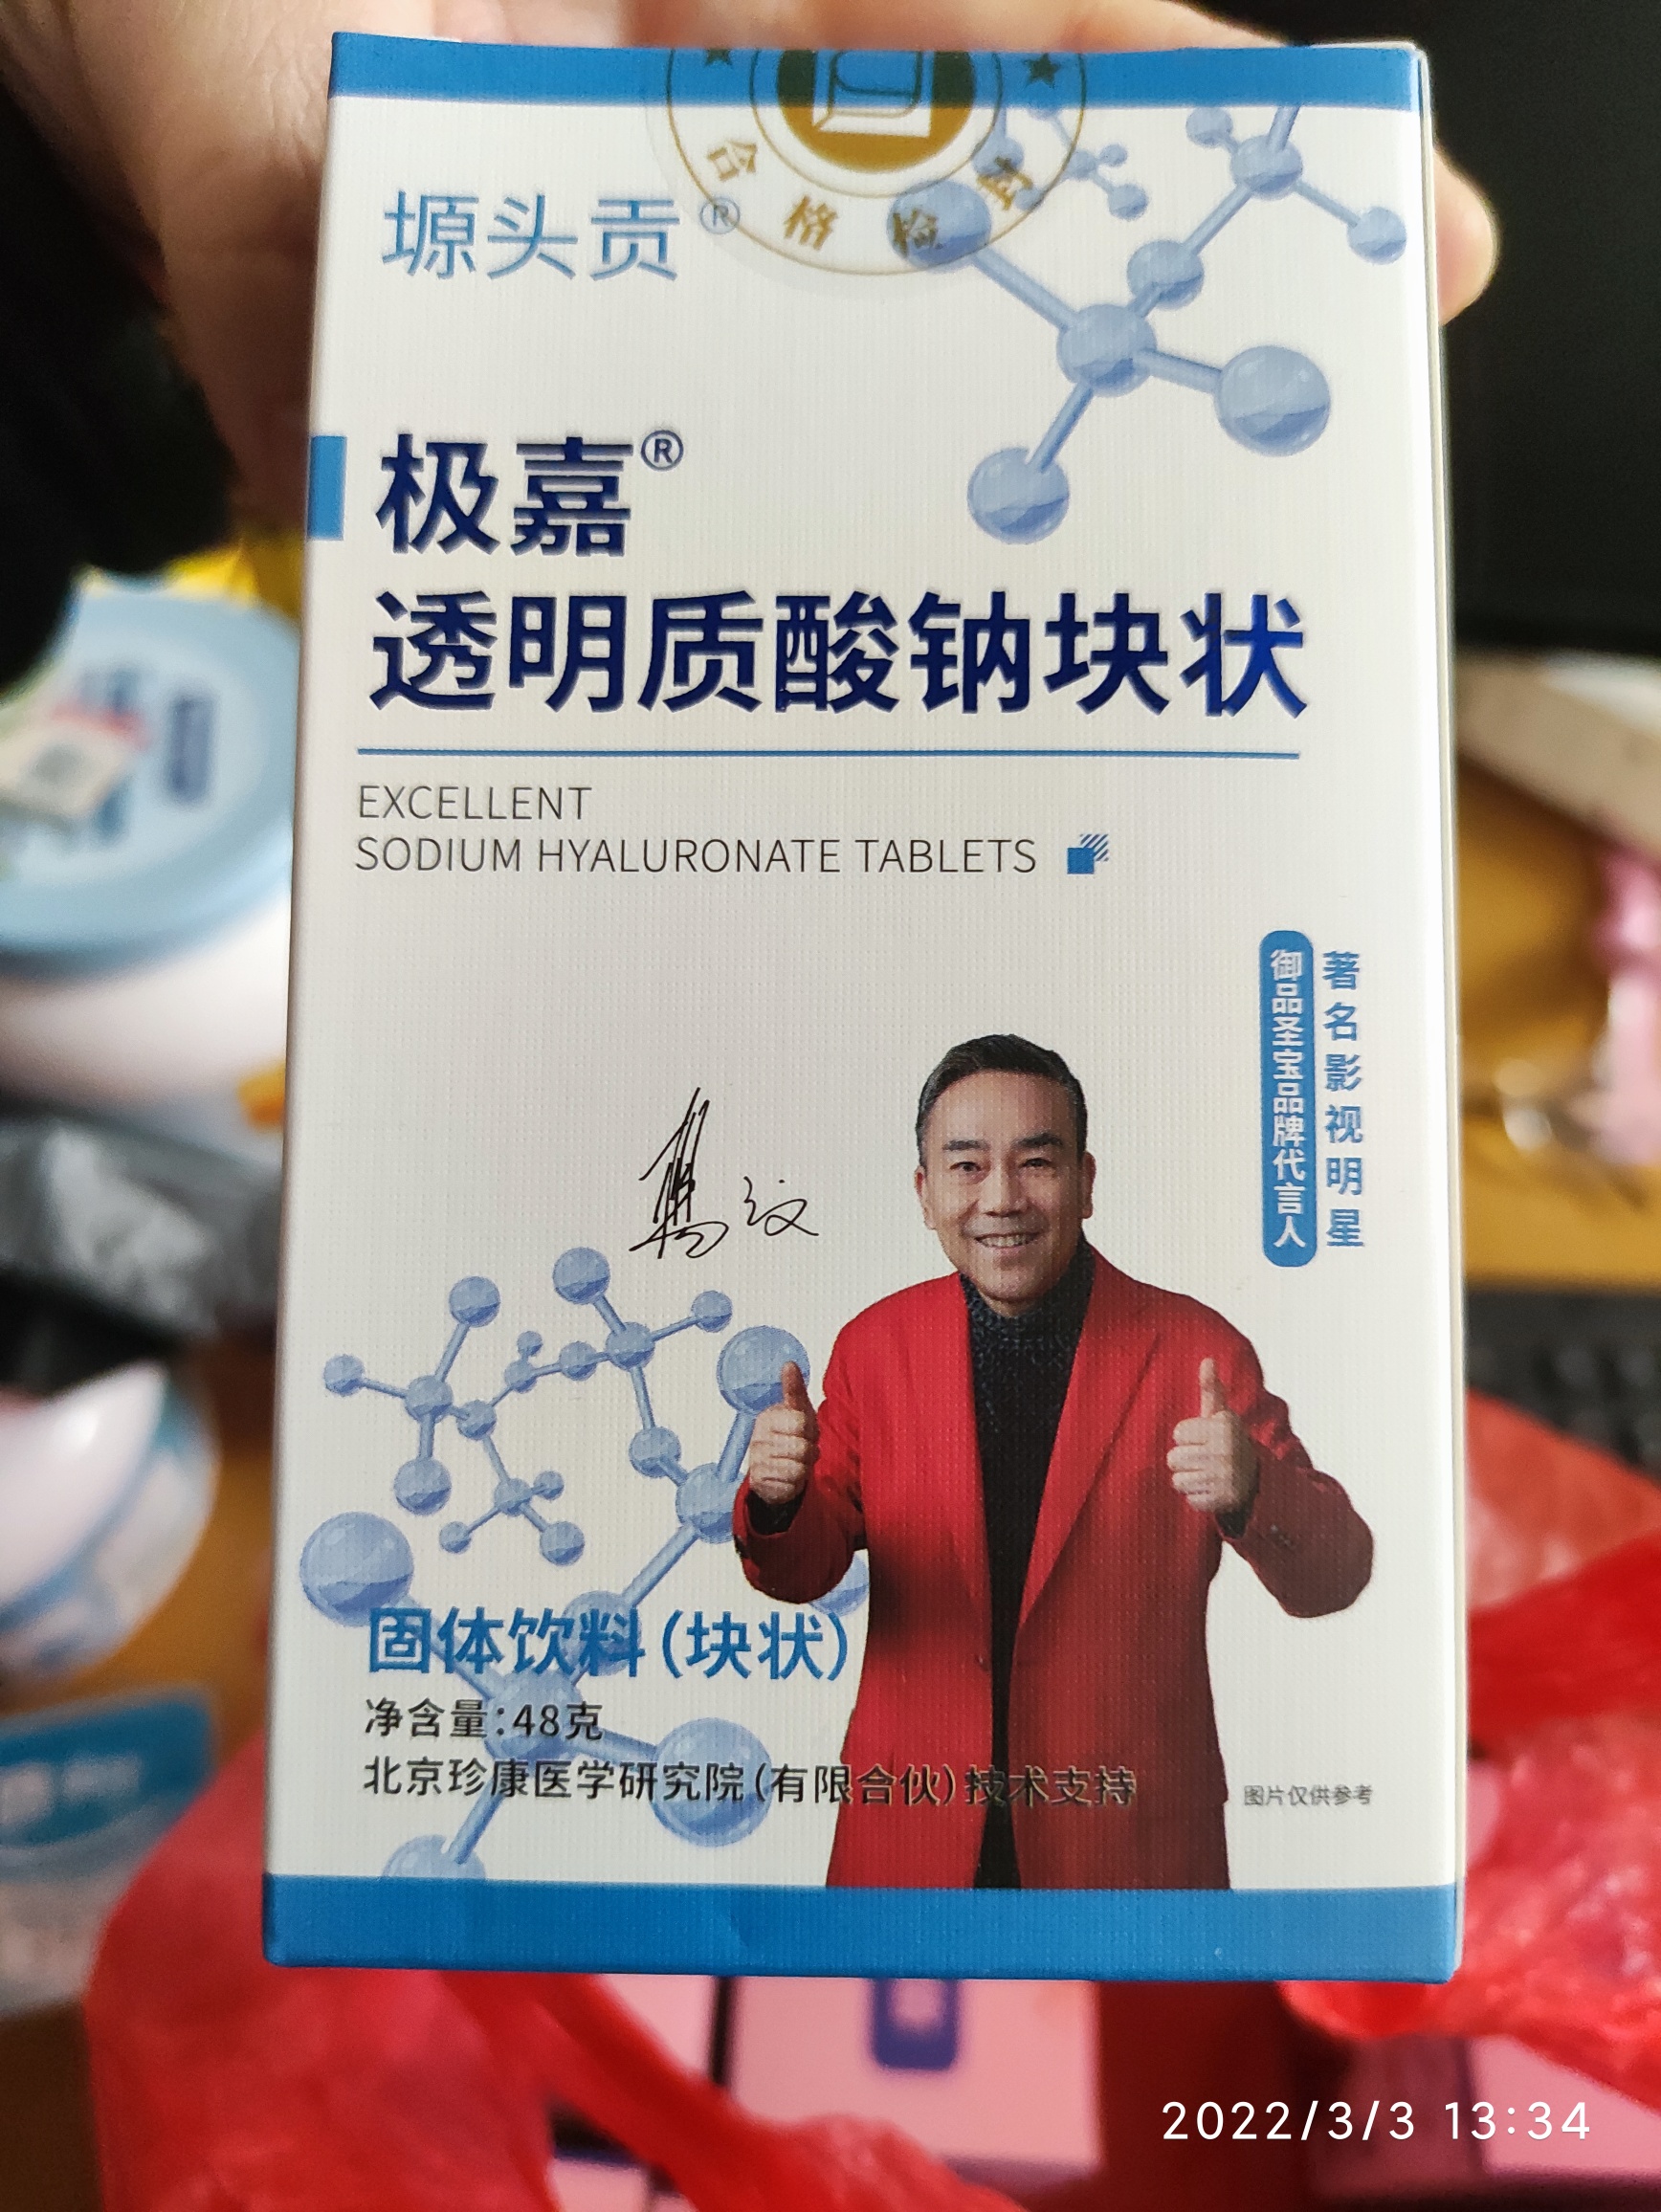 合格检封
塬头贡®
极嘉®
透明质酸钠块状
EXCELLENT
SODIUM HYALURONATE TABLETS
著名影视明星
御品圣宝品牌代言人
固体饮料(块状)
净含量:48克
北京珍康医学研究院(有限合伙)技术支持
图片仅供参考
2022/3/3 13:34